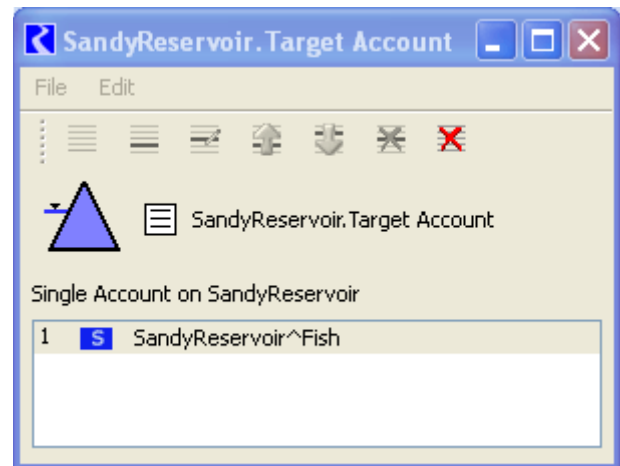 SandyReservoir.Target Account
File Edit
SandyReservoir.Target Account
Single Account on SandyReservoir
1 S SandyReservoir^Fish